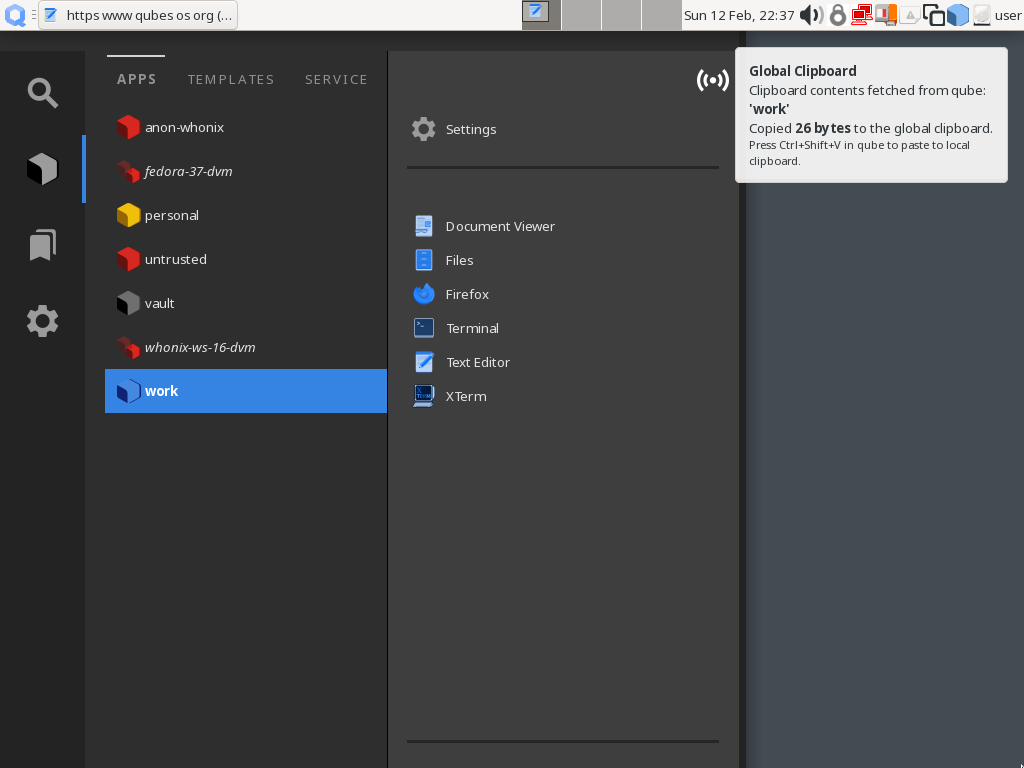 https www qubes os org (...
Sun 12 Feb, 22:37
user
APPS TEMPLATES SERVICE
anon-whonix
fedora-37-dvm
personal
untrusted
vault
whonix-ws-16-dvm
work
Settings
Document Viewer
Files
Firefox
Terminal
Text Editor
XTerm
Global Clipboard
Clipboard contents fetched from qube:
'work'
Copied 26 bytes to the global clipboard.
Press Ctrl+Shift+V in qube to paste to local
clipboard.